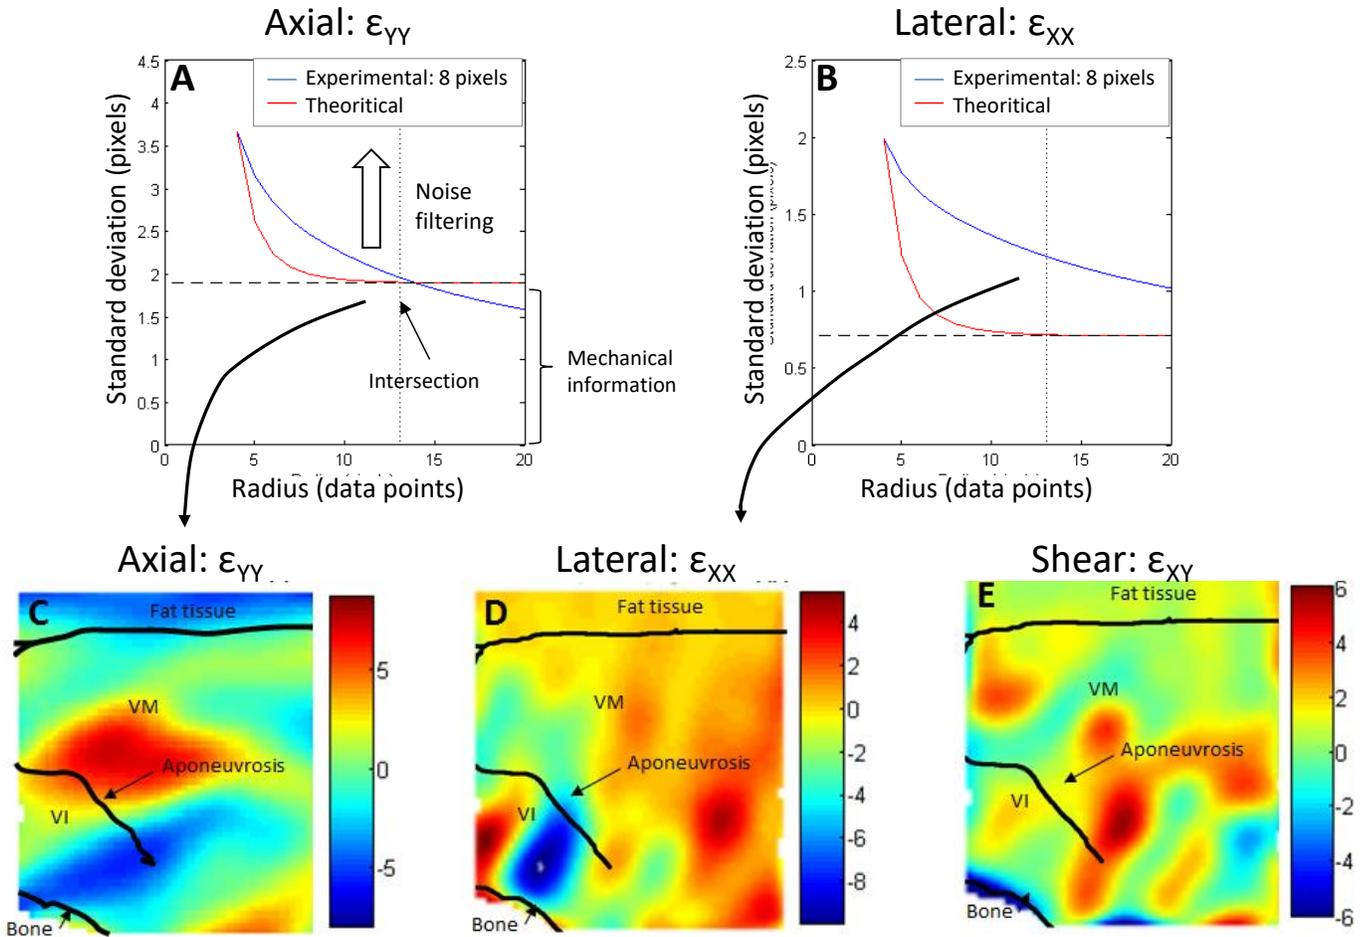 Axial: εYY
Lateral: εXX
A
Experimental: 8 pixels
Theoritical
Noise
filtering
Intersection
Mechanical
information
Standard deviation (pixels)
4.5
4
3.5
3
2.5
2
1.5
1
0.5
0
0
5
10
15
20
Radius (data points)
B
Experimental: 8 pixels
Theoritical
Standard deviation (pixels)
2.5
2
1.5
1
0.5
0
0
5
10
15
20
Radius (data points)
Axial: εYY
Lateral: εXX
Shear: εXY
C
Fat tissue
VM
Aponeuvrosis
VI
Bone
5
0
-5
D
Fat tissue
VM
Aponeuvrosis
VI
Bone
4
2
0
-2
-4
-6
-8
E
Fat tissue
VM
Aponeuvrosis
VI
Bone
6
4
2
0
-2
-4
-6